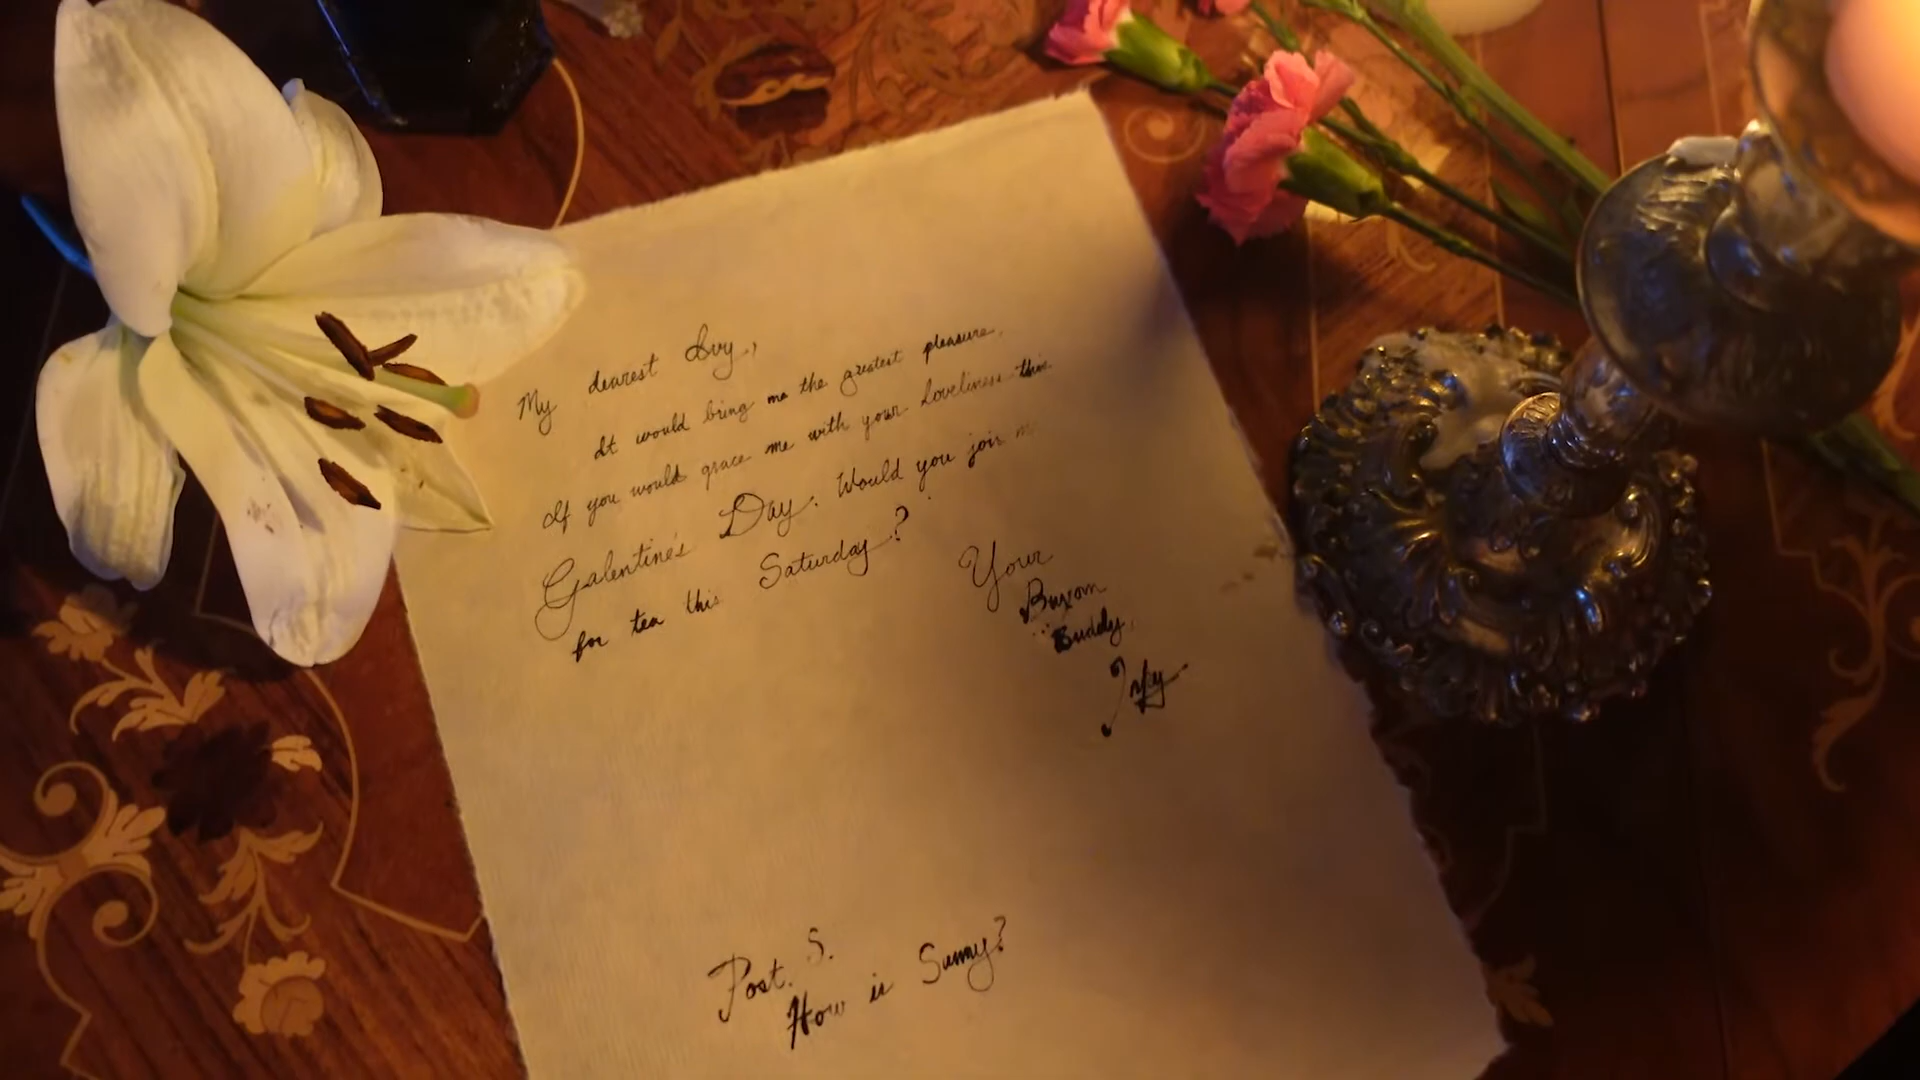 My dearest Ivy,
It would bring me the greatest pleasure,
If you would grace me with your loveliness this
Galentine's Day. Would you join
for tea this Saturday?
Your
Buxom
Buddy,
Post. S.
How is Sunny?